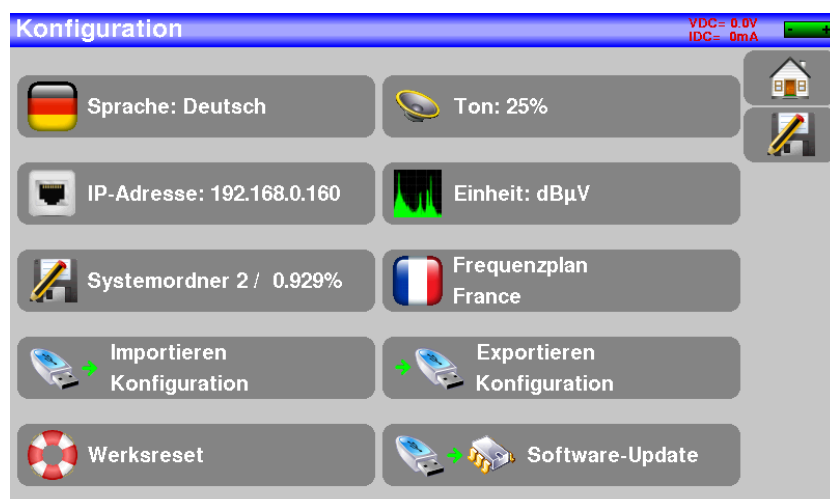 Konfiguration
VDC= 0.0V
IDC= 0mA
- +
Sprache: Deutsch
Ton: 25%
IP-Adresse: 192.168.0.160
Einheit: dBµV
Systemordner 2 / 0.929%
Frequenzplan
France
Importieren
Konfiguration
Exportieren
Konfiguration
Werksreset
Software-Update